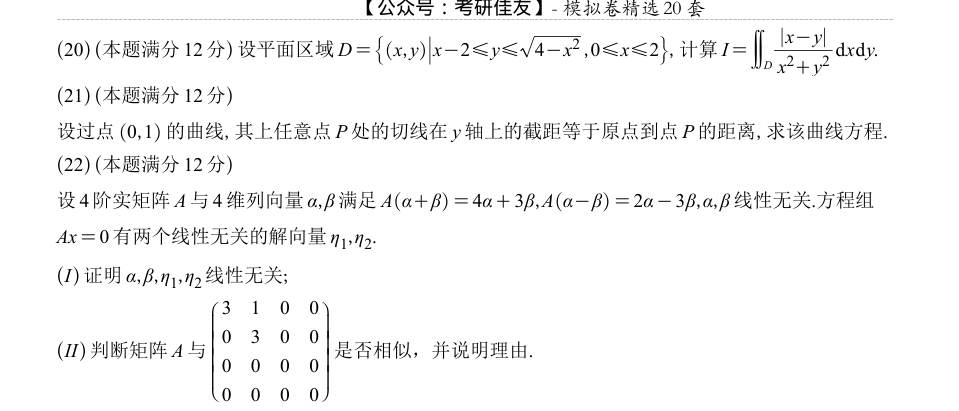 【公众号：考研佳友】- 模拟卷精选 20 套
(20) (本题满分 12 分) 设平面区域 D = {(x,y)|x−2⩽y⩽√(4−x²),0⩽x⩽2}, 计算 I = ∬_D |x−y|/(x²+y²) dxdy.
(21) (本题满分 12 分)
设过点 (0,1) 的曲线, 其上任意点 P 处的切线在 y 轴上的截距等于原点到点 P 的距离, 求该曲线方程.
(22) (本题满分 12 分)
设 4 阶实矩阵 A 与 4 维列向量 α,β 满足 A(α+β) = 4α + 3β,A(α−β) = 2α − 3β,α,β 线性无关.方程组
Ax = 0 有两个线性无关的解向量 η₁,η₂.
(I) 证明 α,β,η₁,η₂ 线性无关;
(II) 判断矩阵 A 与
3 1 0 0
0 3 0 0
0 0 0 0
0 0 0 0
是否相似，并说明理由.